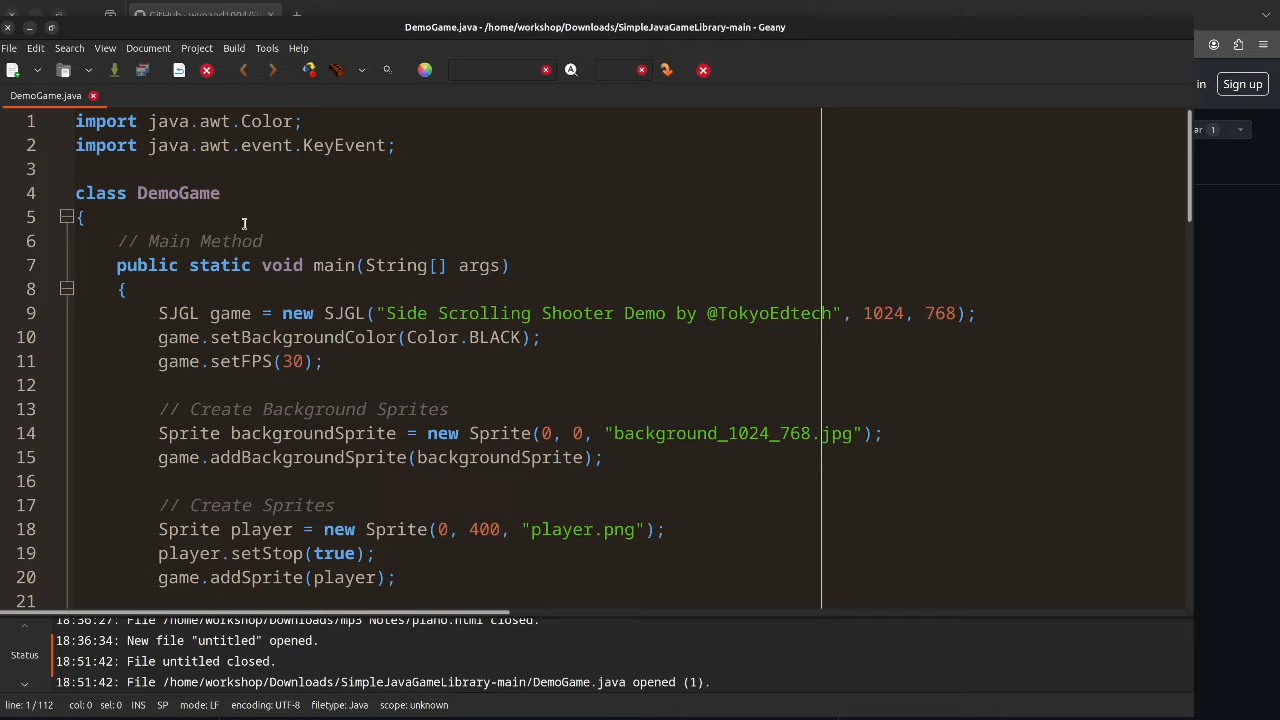 GitHub - wynand1004/Si
DemoGame.java - /home/workshop/Downloads/SimpleJavaGameLibrary-main - Geany
File Edit Search View Document Project Build Tools Help
in Sign up
DemoGame.java
ar 1
1 import java.awt.Color;
2 import java.awt.event.KeyEvent;
3
4 class DemoGame
5 {
6 // Main Method
7 public static void main(String[] args)
8 {
9 SJGL game = new SJGL("Side Scrolling Shooter Demo by @TokyoEdtech", 1024, 768);
10 game.setBackgroundColor(Color.BLACK);
11 game.setFPS(30);
12
13 // Create Background Sprites
14 Sprite backgroundSprite = new Sprite(0, 0, "background_1024_768.jpg");
15 game.addBackgroundSprite(backgroundSprite);
16
17 // Create Sprites
18 Sprite player = new Sprite(0, 400, "player.png");
19 player.setStop(true);
20 game.addSprite(player);
21
18:36:27: File /home/workshop/Downloads/mp3 Notes/piano.html closed.
18:36:34: New file "untitled" opened.
Status
18:51:42: File untitled closed.
18:51:42: File /home/workshop/Downloads/SimpleJavaGameLibrary-main/DemoGame.java opened (1).
line: 1/112 col: 0 sel: 0 INS SP mode: LF encoding: UTF-8 filetype: Java scope: unknown